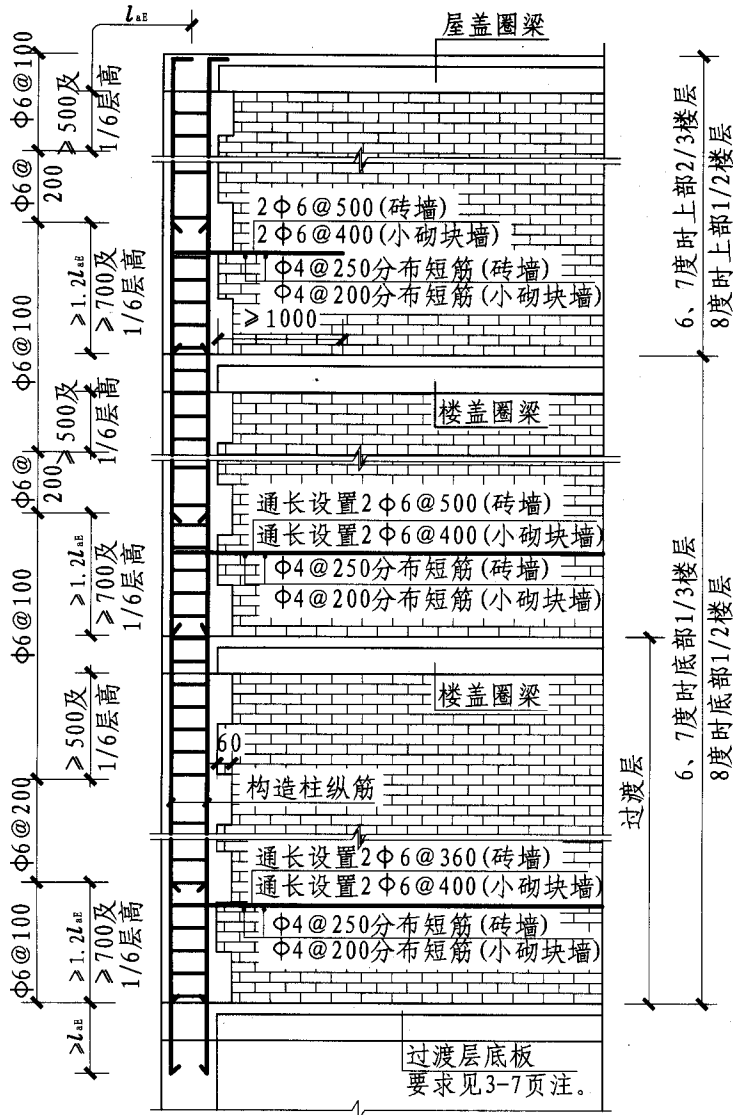 laE
屋盖圈梁
Φ6@100
≥500及
1/6层高
Φ6@
200
6、7度时上部2/3楼层
8度时上部1/2楼层
2Φ6@500(砖墙)
2Φ6@400(小砌块墙)
Φ4@250分布短筋(砖墙)
Φ4@200分布短筋(小砌块墙)
≥1000
Φ6@100
≥1.2laE
≥700及
1/6层高
≥500及
1/6层高
楼盖圈梁
Φ6@
200
通长设置2Φ6@500(砖墙)
通长设置2Φ6@400(小砌块墙)
Φ4@250分布短筋(砖墙)
Φ4@200分布短筋(小砌块墙)
Φ6@100
≥1.2laE
≥700及
1/6层高
6、7度时底部1/3楼层
8度时底部1/2楼层
楼盖圈梁
≥500及
1/6层高
60
构造柱纵筋
过渡层
Φ6@200
通长设置2Φ6@360(砖墙)
通长设置2Φ6@400(小砌块墙)
Φ4@250分布短筋(砖墙)
Φ4@200分布短筋(小砌块墙)
Φ6@100
≥1.2laE
≥700及
1/6层高
≥laE
过渡层底板
要求见3-7页注。